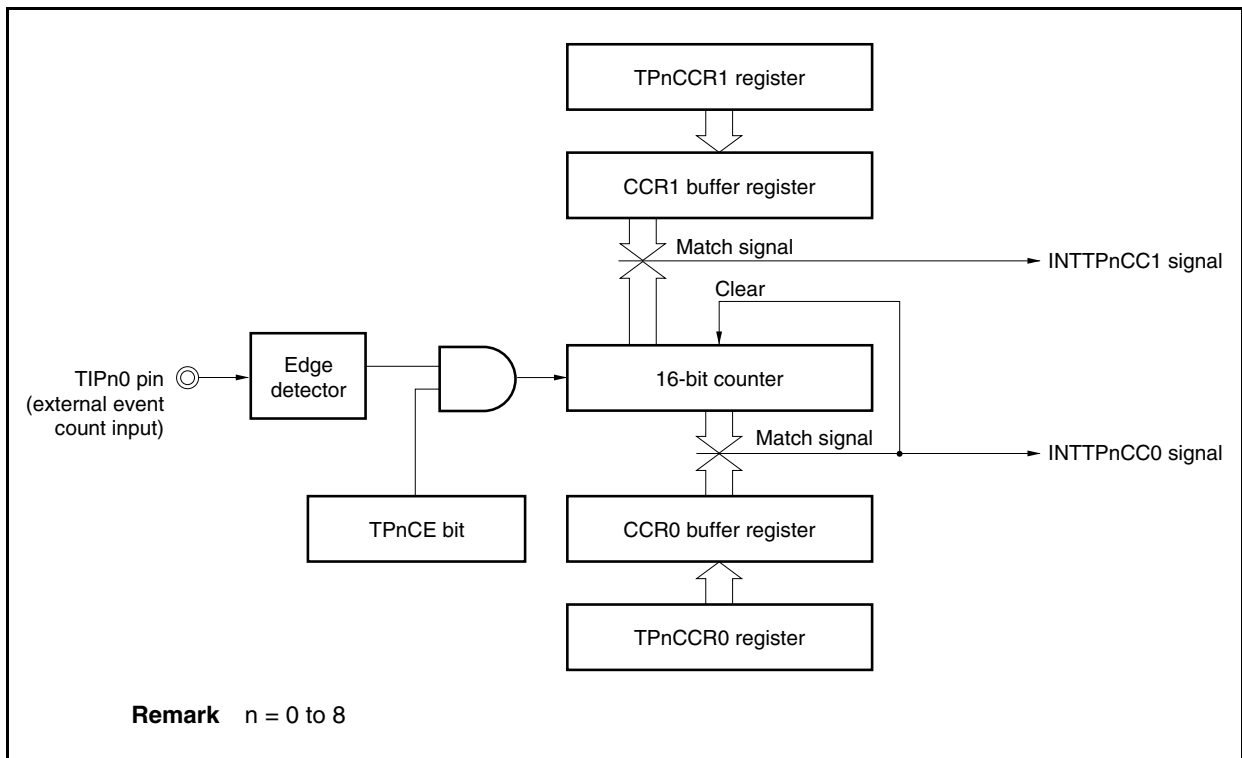 TPnCCR1 register
CCR1 buffer register
Match signal
INTTPnCC1 signal
Clear
TIPn0 pin
(external event
count input)
Edge
detector
16-bit counter
Match signal
INTTPnCC0 signal
TPnCE bit
CCR0 buffer register
TPnCCR0 register
Remark n = 0 to 8